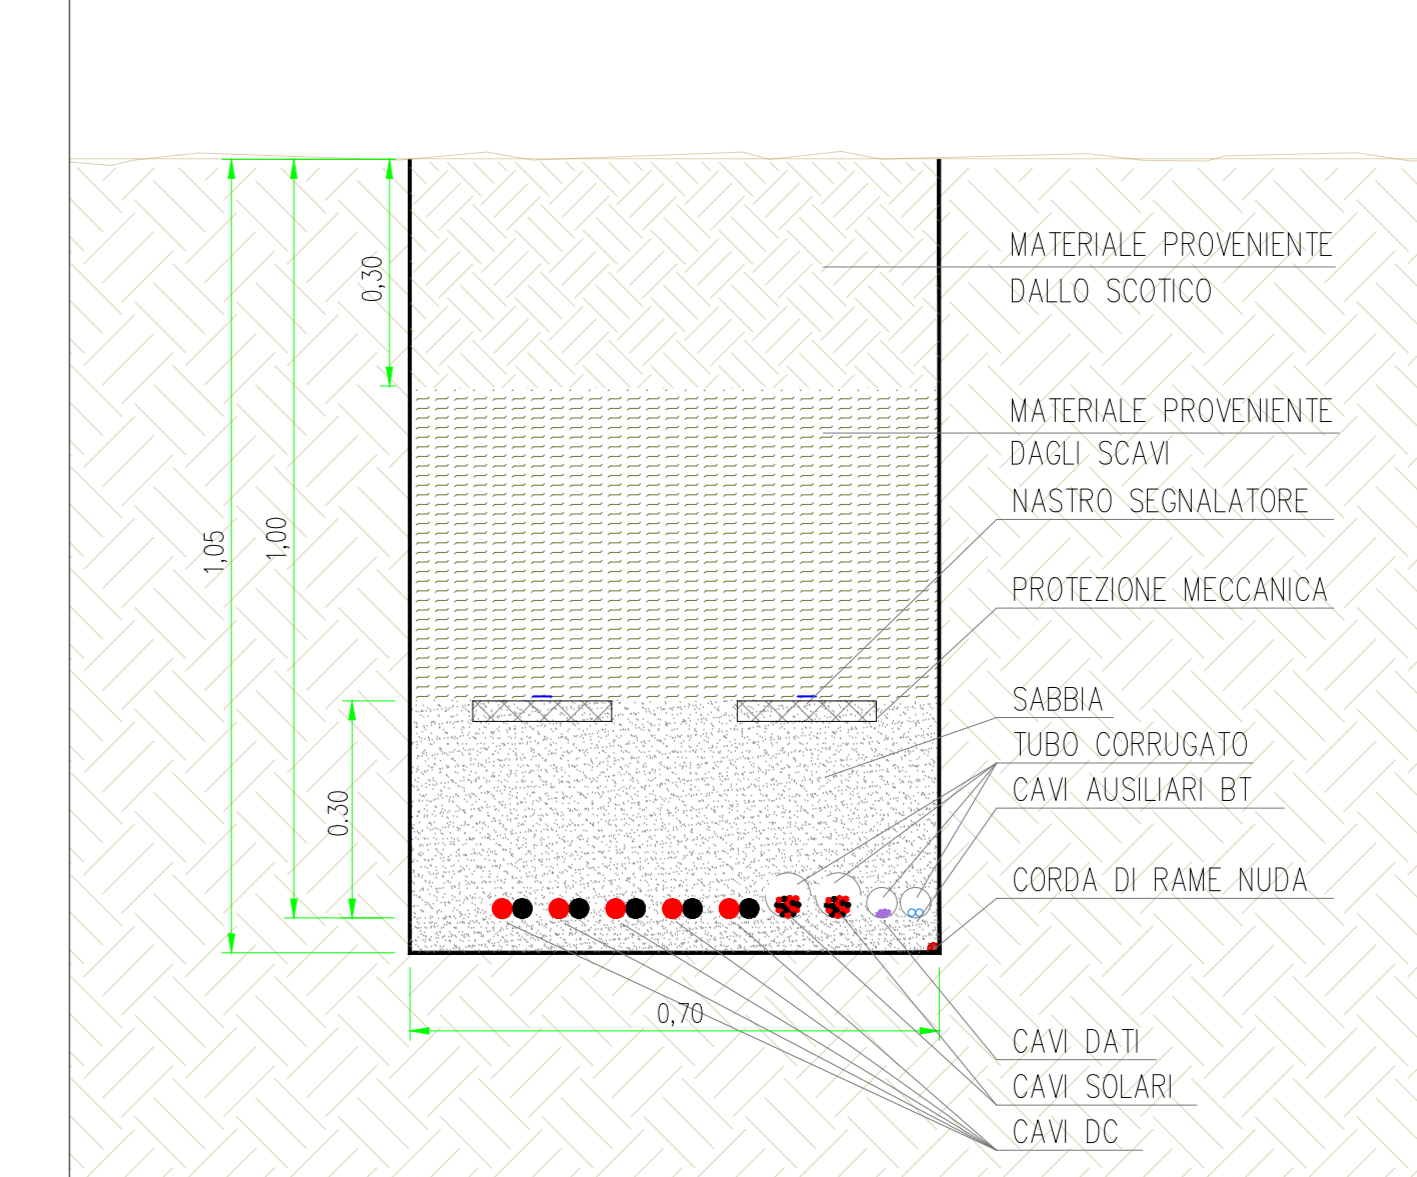 MATERIALE PROVENIENTE
DALLO SCOTICO
0,30
MATERIALE PROVENIENTE
DAGLI SCAVI
NASTRO SEGNALATORE
1,05
1,00
PROTEZIONE MECCANICA
SABBIA
TUBO CORRUGATO
CAVI AUSILIARI BT
0.30
CORDA DI RAME NUDA
0,70
CAVI DATI
CAVI SOLARI
CAVI DC